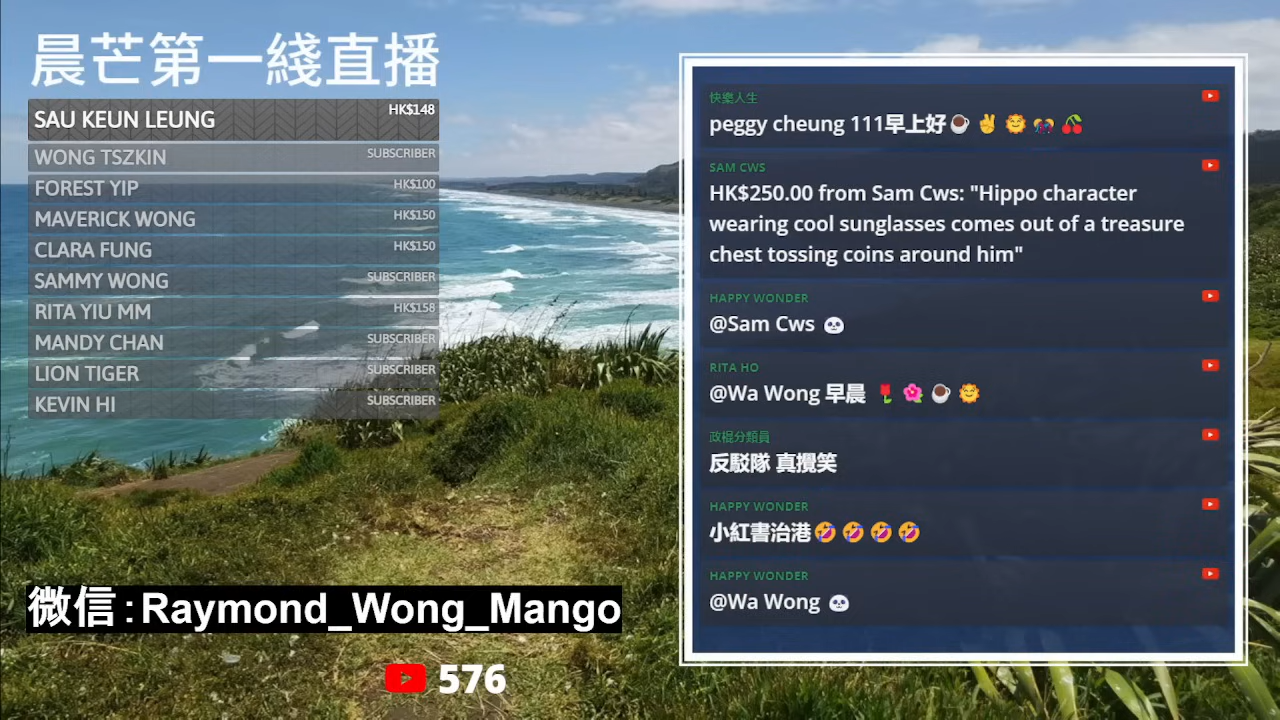 晨芒第一綫直播
SAU KEUN LEUNG HK$148
WONG TSZKIN SUBSCRIBER
FOREST YIP HK$100
MAVERICK WONG HK$150
CLARA FUNG HK$150
SAMMY WONG SUBSCRIBER
RITA YIU MM HK$158
MANDY CHAN SUBSCRIBER
LION TIGER SUBSCRIBER
KEVIN HI SUBSCRIBER
微信:Raymond_Wong_Mango
576
快樂人生
peggy cheung 111早上好☕✌🌞🎊🍒
SAM CWS
HK$250.00 from Sam Cws: "Hippo character
wearing cool sunglasses comes out of a treasure
chest tossing coins around him"
HAPPY WONDER
@Sam Cws 🐼
RITA HO
@Wa Wong 早晨 🌷🌺☕🌞
政棍分類員
反駁隊 真攪笑
HAPPY WONDER
小紅書治港🤣🤣🤣🤣
HAPPY WONDER
@Wa Wong 🐼